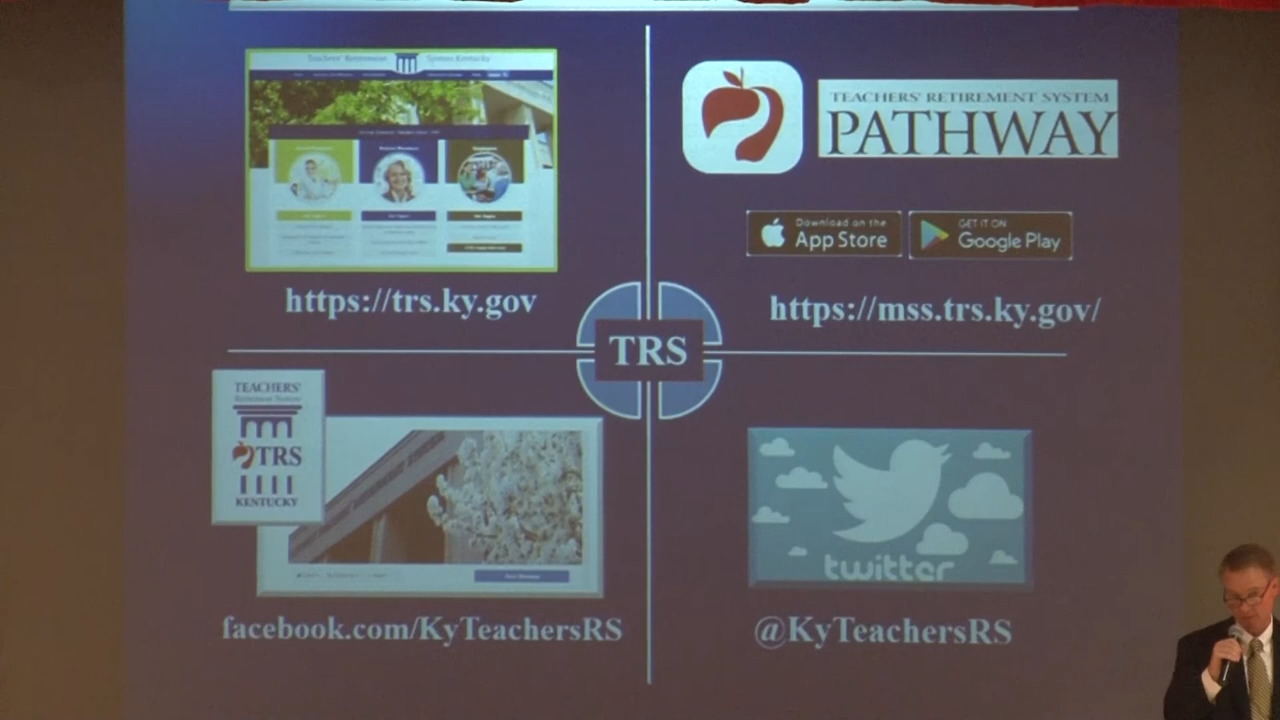 Teachers' Retirement System Kentucky
TEACHERS' RETIREMENT SYSTEM
PATHWAY
Download on the
App Store
GET IT ON
Google Play
https://trs.ky.gov
https://mss.trs.ky.gov/
TRS
TEACHERS'
Retirement System
TRS
KENTUCKY
twitter
facebook.com/KyTeachersRS
@KyTeachersRS